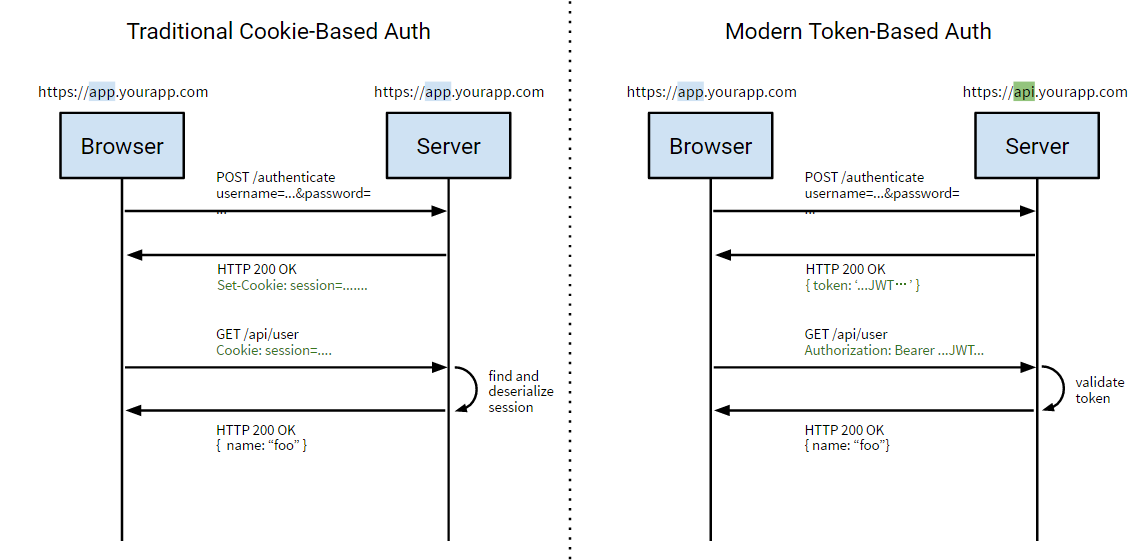 Traditional Cookie-Based Auth
https://app.yourapp.com
https://app.yourapp.com
Browser
Server
POST /authenticate
username=...&password=
...
HTTP 200 OK
Set-Cookie: session=.......
GET /api/user
Cookie: session=....
find and
deserialize
session
HTTP 200 OK
{  name: “foo” }
Modern Token-Based Auth
https://app.yourapp.com
https://api.yourapp.com
Browser
Server
POST /authenticate
username=...&password=
...
HTTP 200 OK
{ token: ‘...JWT⋯ ’ }
GET /api/user
Authorization: Bearer ...JWT...
validate
token
HTTP 200 OK
{ name: “foo”}